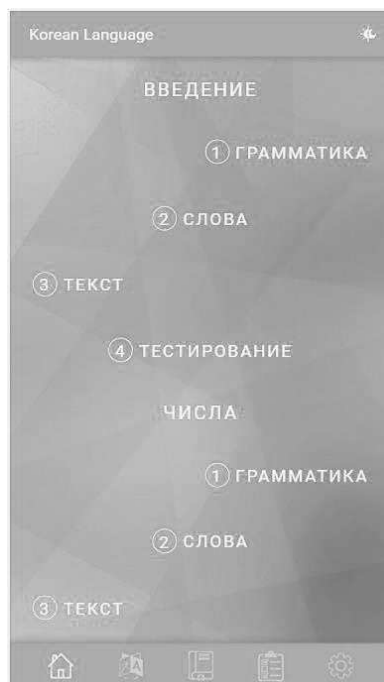 Korean Language
ВВЕДЕНИЕ
1 ГРАММАТИКА
2 СЛОВА
3 ТЕКСТ
4 ТЕСТИРОВАНИЕ
ЧИСЛА
1 ГРАММАТИКА
2 СЛОВА
3 ТЕКСТ